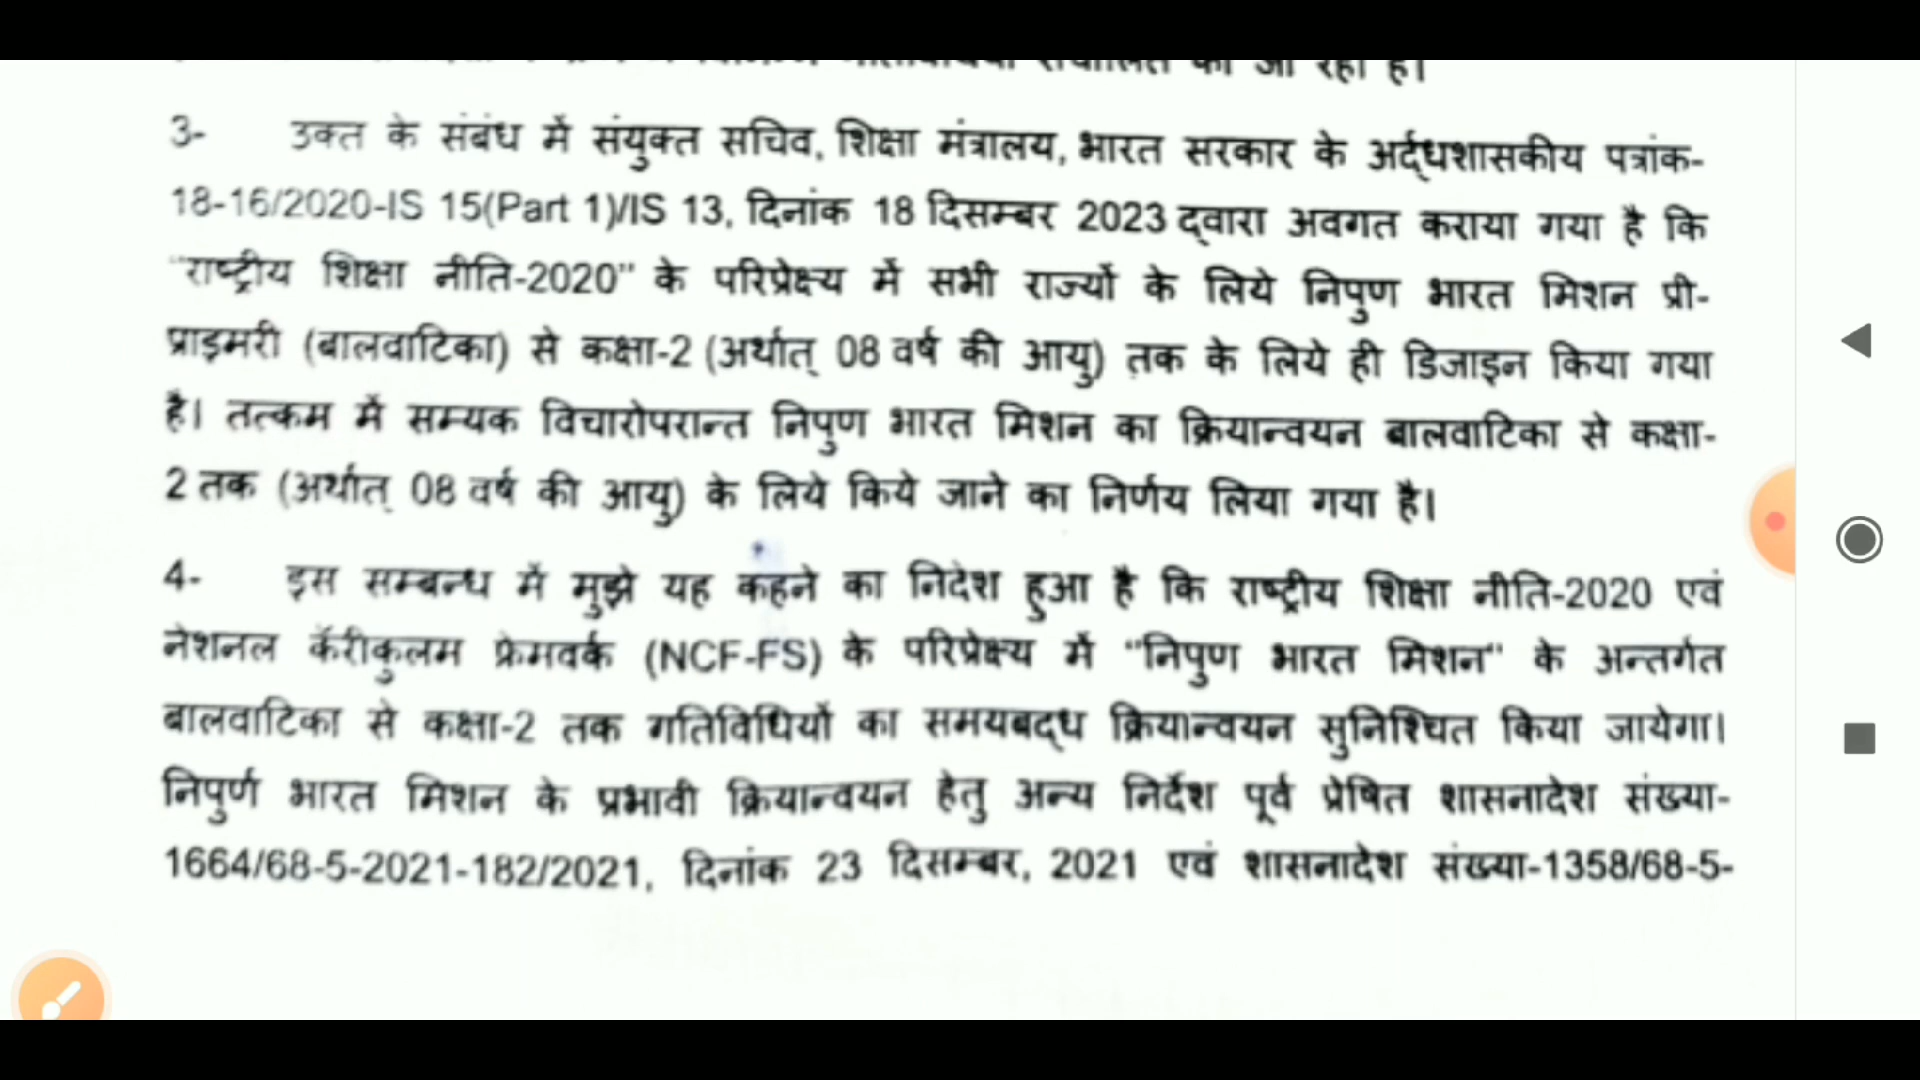 की जा रही है।
3- उक्त के संबंध में संयुक्त सचिव, शिक्षा मंत्रालय, भारत सरकार के अर्द्धशासकीय पत्रांक-
18-16/2020-IS 15(Part 1)/IS 13, दिनांक 18 दिसम्बर 2023 द्वारा अवगत कराया गया है कि
"राष्ट्रीय शिक्षा नीति-2020" के परिप्रेक्ष्य में सभी राज्यों के लिये निपुण भारत मिशन प्री-
प्राइमरी (बालवाटिका) से कक्षा-2 (अर्थात् 08 वर्ष की आयु) तक के लिये ही डिजाइन किया गया
है। तत्कम में सम्यक विचारोपरान्त निपुण भारत मिशन का क्रियान्वयन बालवाटिका से कक्षा-
2 तक (अर्थात् 08 वर्ष की आयु) के लिये किये जाने का निर्णय लिया गया है।
4- इस सम्बन्ध में मुझे यह कहने का निदेश हुआ है कि राष्ट्रीय शिक्षा नीति-2020 एवं
नेशनल कॅरीकुलम फ्रेमवर्क (NCF-FS) के परिप्रेक्ष्य में "निपुण भारत मिशन" के अन्तर्गत
बालवाटिका से कक्षा-2 तक गतिविधियों का समयबद्ध क्रियान्वयन सुनिश्चित किया जायेगा।
निपुर्ण भारत मिशन के प्रभावी क्रियान्वयन हेतु अन्य निर्देश पूर्व प्रेषित शासनादेश संख्या-
1664/68-5-2021-182/2021, दिनांक 23 दिसम्बर, 2021 एवं शासनादेश संख्या-1358/68-5-